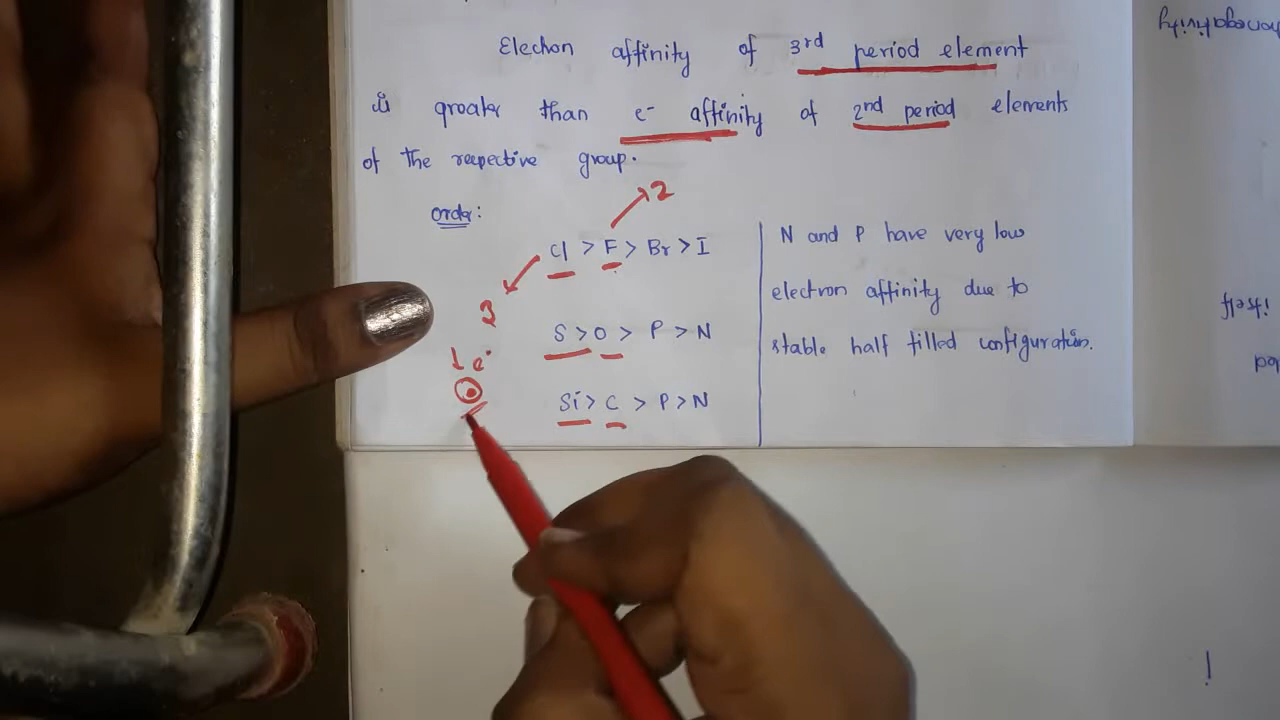 Electron affinity of 3rd period element
is greater than e- affinity of 2nd period elements
of the respective group.
Order:
2
Cl > F > Br > I
3
S > O > P > N
e-
Si > C > P > N
N and P have very low
electron affinity due to
stable half filled configuration.
itself